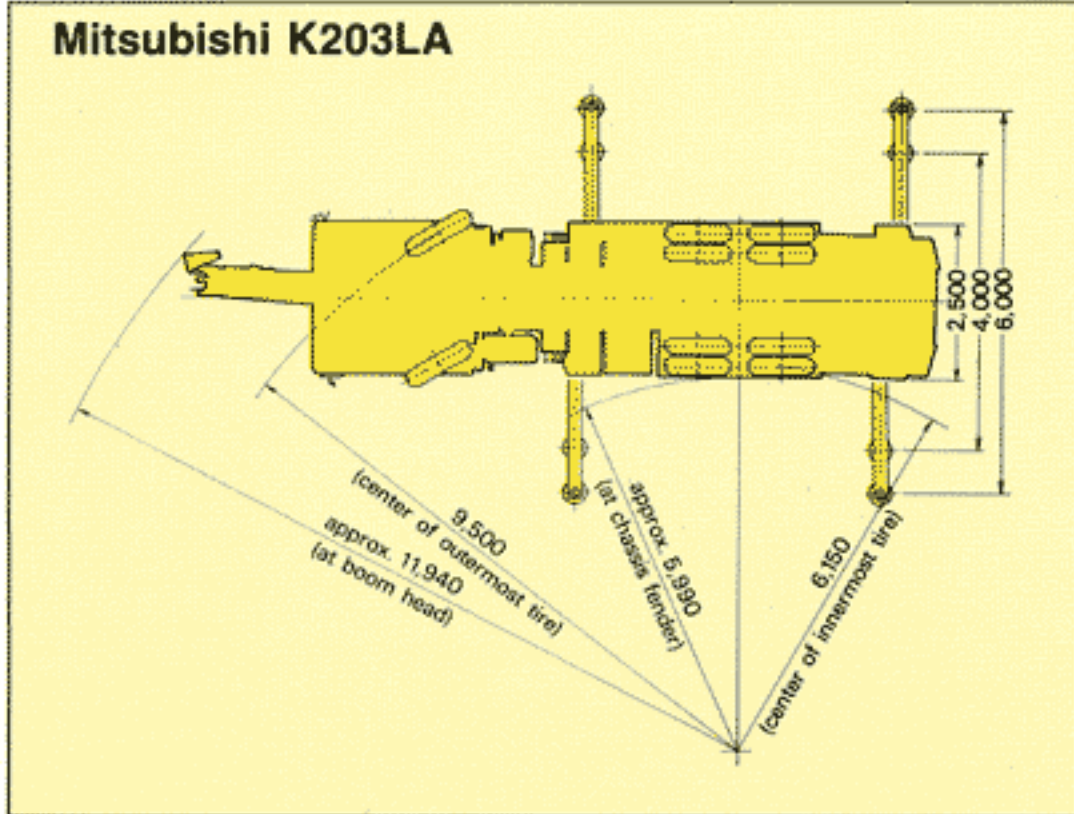 Mitsubishi K203LA
2,500
4,000
6,000
9,500
(center of outermost tire)
approx. 11,940
(at boom head)
approx. 5,990
(at chassis fender)
6,150
(center of innermost tire)